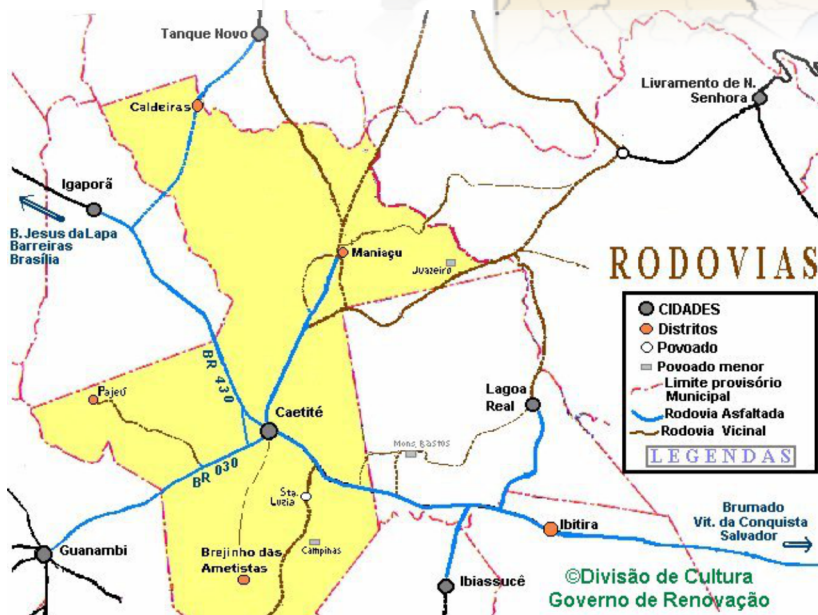 Tanque Novo
Caldeiras
Livramento de N.
Senhora
Igaporã
B. Jesus da Lapa
Barreiras
Brasília
Maniaçu
Juazeiro
RODOVIAS
CIDADES
Distritos
Povoado
Povoado menor
Limite provisório
Municipal
Rodovia Asfaltada
Rodovia Vicinal
LEGENDAS
BR 430
Pajeú
Caetité
Lagoa
Real
Mons. Bastos
BR 030
Sta.
Luzia
Guanambi
Brejinho das
Ametistas
Campinas
Ibitira
Brumado
Vit. da Conquista
Salvador
Ibiassucê
©Divisão de Cultura
Governo de Renovação